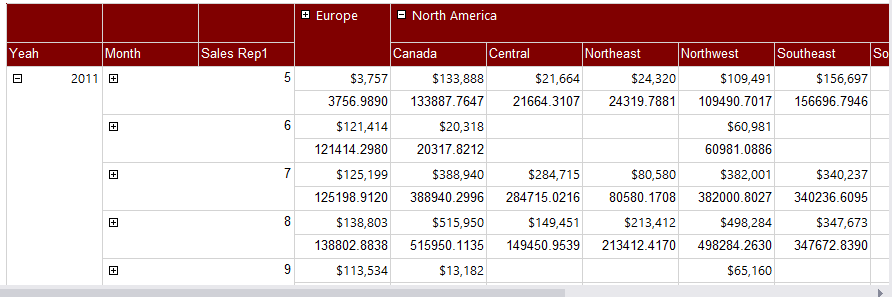 Europe North America
Yeah Month Sales Rep1 Canada Central Northeast Northwest Southeast So
2011 5 $3,757 $133,888 $21,664 $24,320 $109,491 $156,697
3756.9890 133887.7647 21664.3107 24319.7881 109490.7017 156696.7946
6 $121,414 $20,318 $60,981
121414.2980 20317.8212 60981.0886
7 $125,199 $388,940 $284,715 $80,580 $382,001 $340,237
125198.9120 388940.2996 284715.0216 80580.1708 382000.8027 340236.6095
8 $138,803 $515,950 $149,451 $213,412 $498,284 $347,673
138802.8838 515950.1135 149450.9539 213412.4170 498284.2630 347672.8390
9 $113,534 $13,182 $65,160